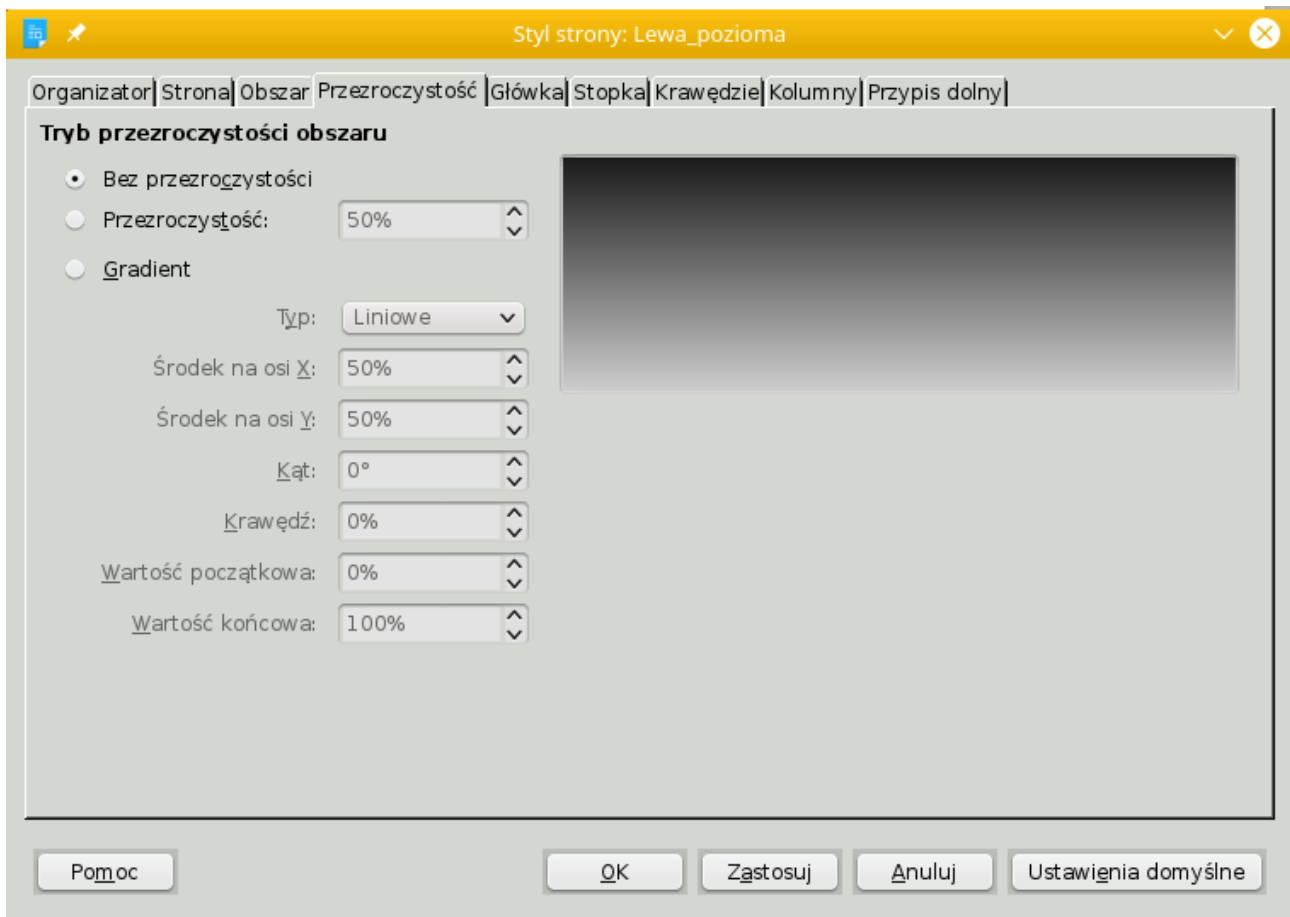 Styl strony: Lewa_pozioma
Organizator Strona Obszar Przezroczystość Główka Stopka Krawędzie Kolumny Przypis dolny
Tryb przezroczystości obszaru
Bez przezroczystości
Przezroczystość: 50%
Gradient
Typ: Liniowe
Środek na osi X: 50%
Środek na osi Y: 50%
Kąt: 0°
Krawędź: 0%
Wartość początkowa: 0%
Wartość końcowa: 100%
Pomoc OK Zastosuj Anuluj Ustawienia domyślne